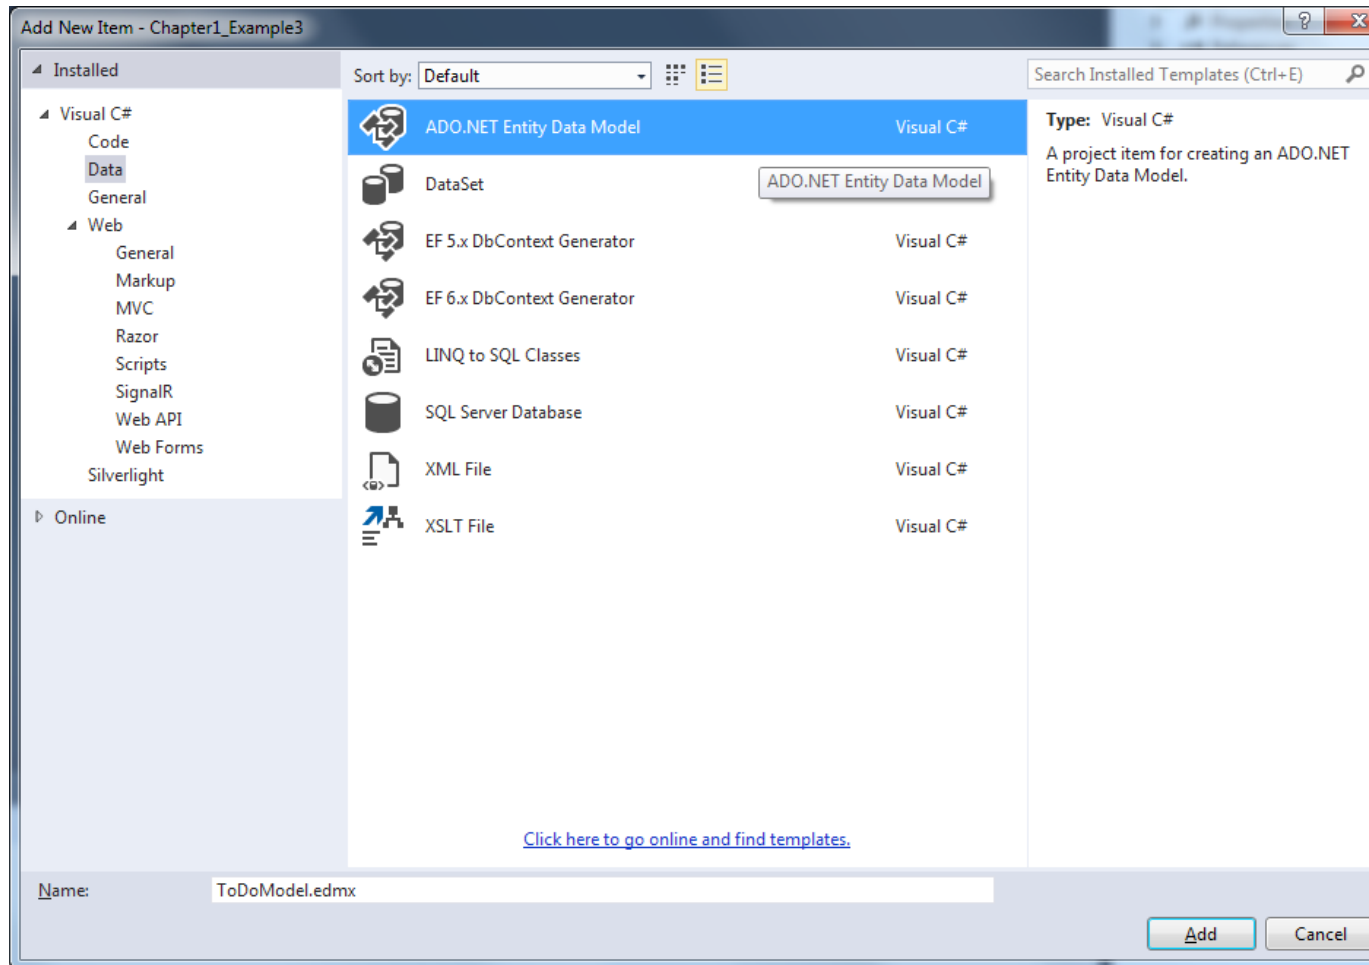 Add New Item - Chapter1_Example3
Installed
Sort by: Default
Search Installed Templates (Ctrl+E)
Visual C#
Code
Data
General
Web
General
Markup
MVC
Razor
Scripts
SignalR
Web API
Web Forms
Silverlight
Online
ADO.NET Entity Data Model Visual C#
DataSet
ADO.NET Entity Data Model
EF 5.x DbContext Generator Visual C#
EF 6.x DbContext Generator Visual C#
LINQ to SQL Classes Visual C#
SQL Server Database Visual C#
XML File Visual C#
XSLT File Visual C#
Click here to go online and find templates.
Type: Visual C#
A project item for creating an ADO.NET
Entity Data Model.
Name: ToDoModel.edmx
Add Cancel